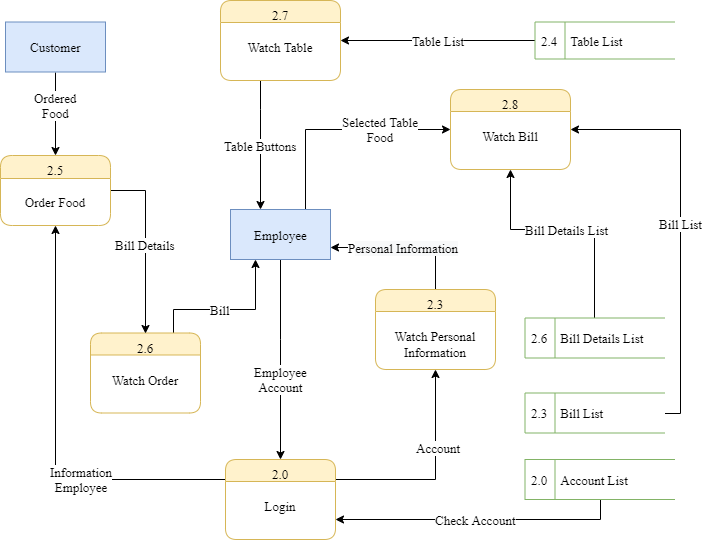 2.7
Watch Table
Customer
Table List
2.4
Table List
Ordered
Food
2.8
Watch Bill
Selected Table
Food
Table Buttons
2.5
Order Food
Bill Details
Employee
Personal Information
Bill Details List
Bill List
Bill
2.3
Watch Personal
Information
2.6
Watch Order
2.6
Bill Details List
Employee
Account
2.3
Bill List
Account
2.0
Login
Information
Employee
2.0
Account List
Check Account